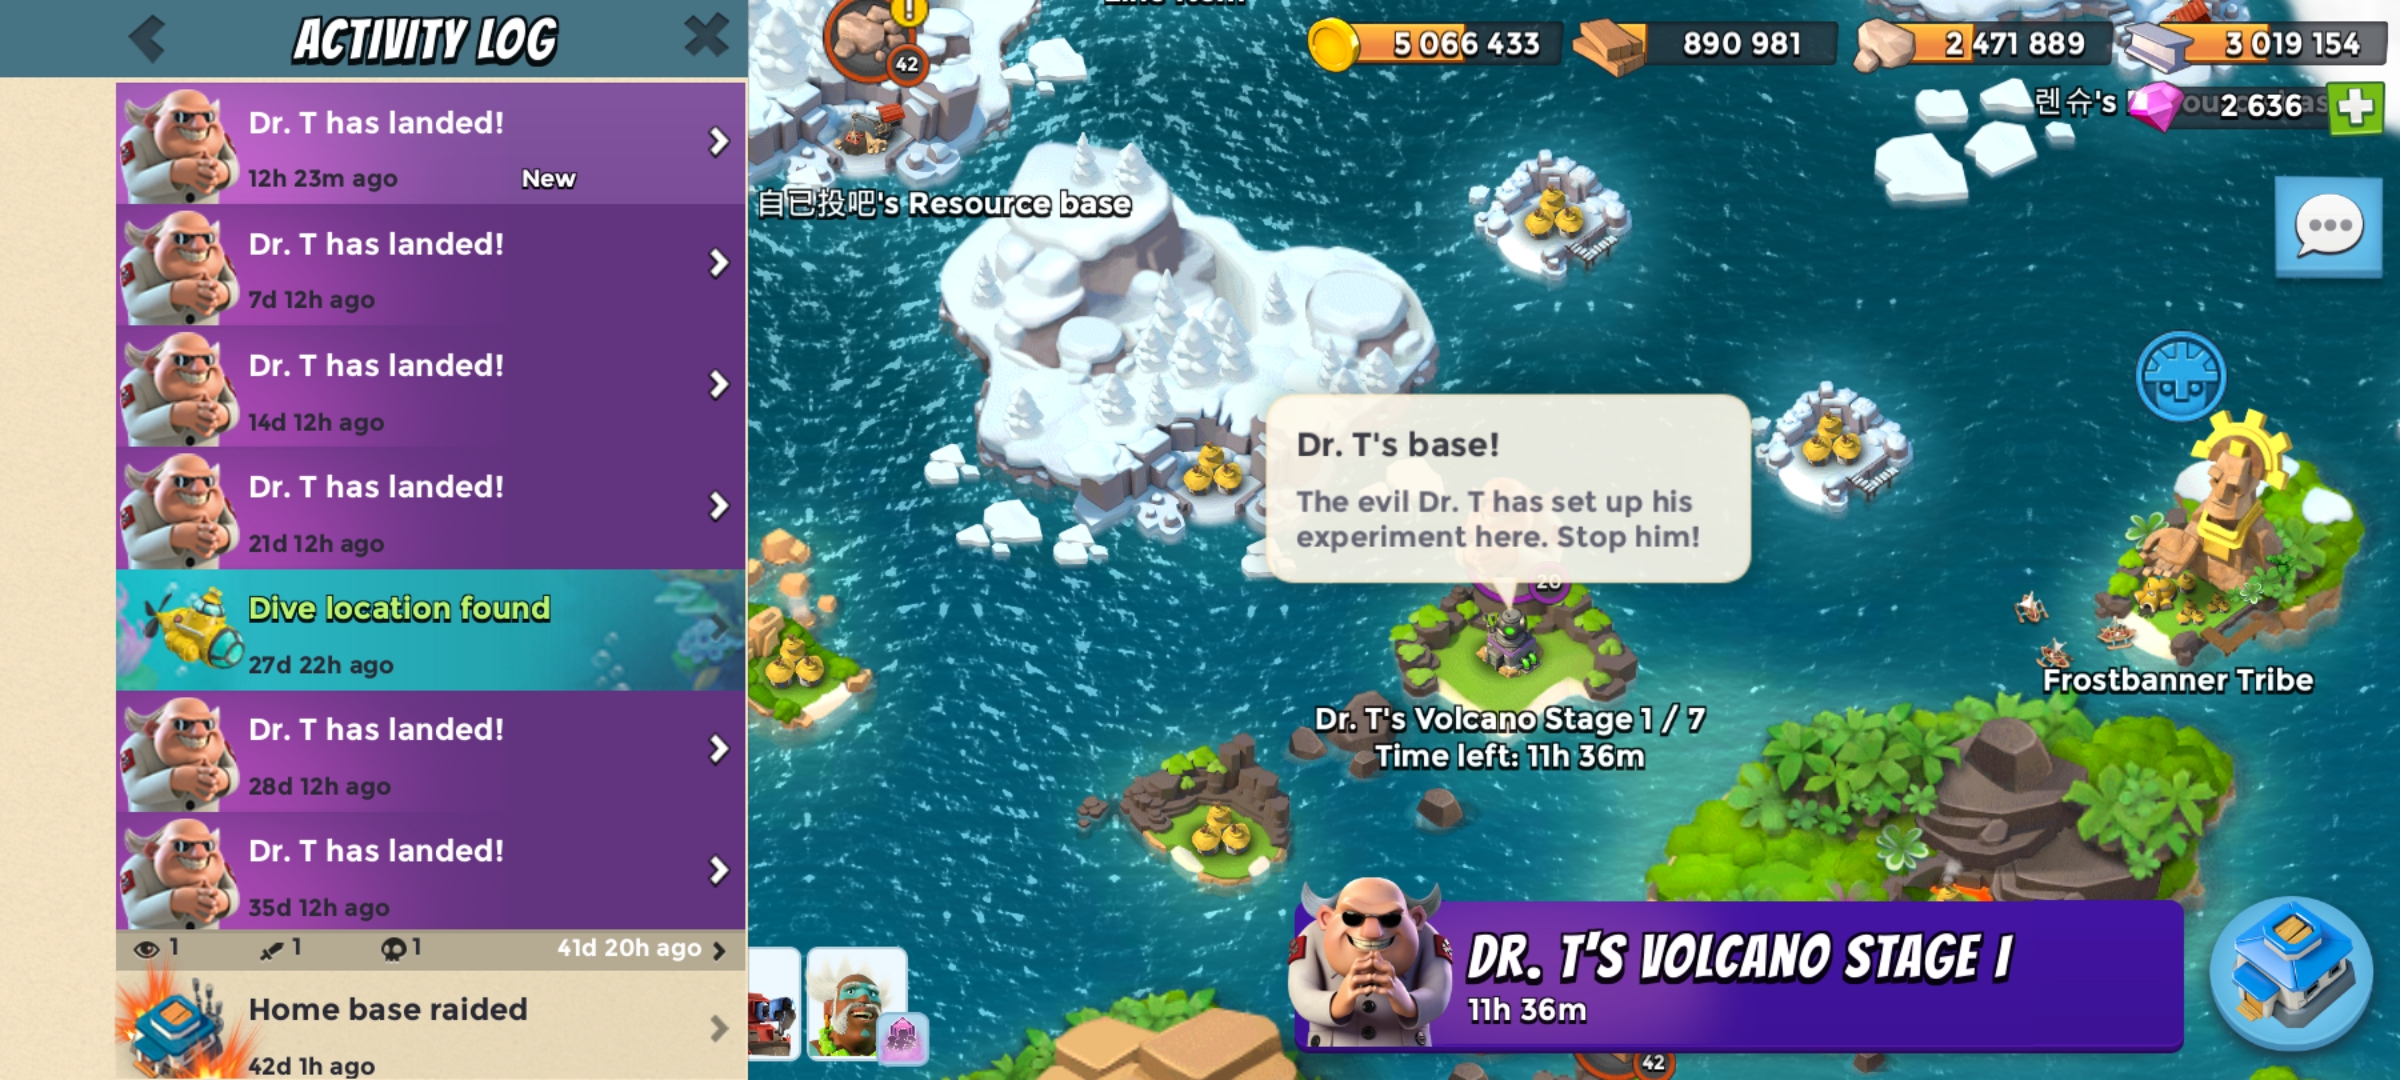 ACTIVITY LOG
Dr. T has landed!
12h 23m ago
New
Dr. T has landed!
7d 12h ago
Dr. T has landed!
14d 12h ago
Dr. T has landed!
21d 12h ago
Dive location found
27d 22h ago
Dr. T has landed!
28d 12h ago
Dr. T has landed!
35d 12h ago
1 1 1 41d 20h ago
Home base raided
42d 1h ago
5 066 433
890 981
2 471 889
3 019 154
2 636
42
렌슈's
自己投吧's Resource base
Dr. T's base!
The evil Dr. T has set up his
experiment here. Stop him!
20
Dr. T's Volcano Stage 1 / 7
Time left: 11h 36m
Frostbanner Tribe
DR. T'S VOLCANO STAGE 1
11h 36m
42